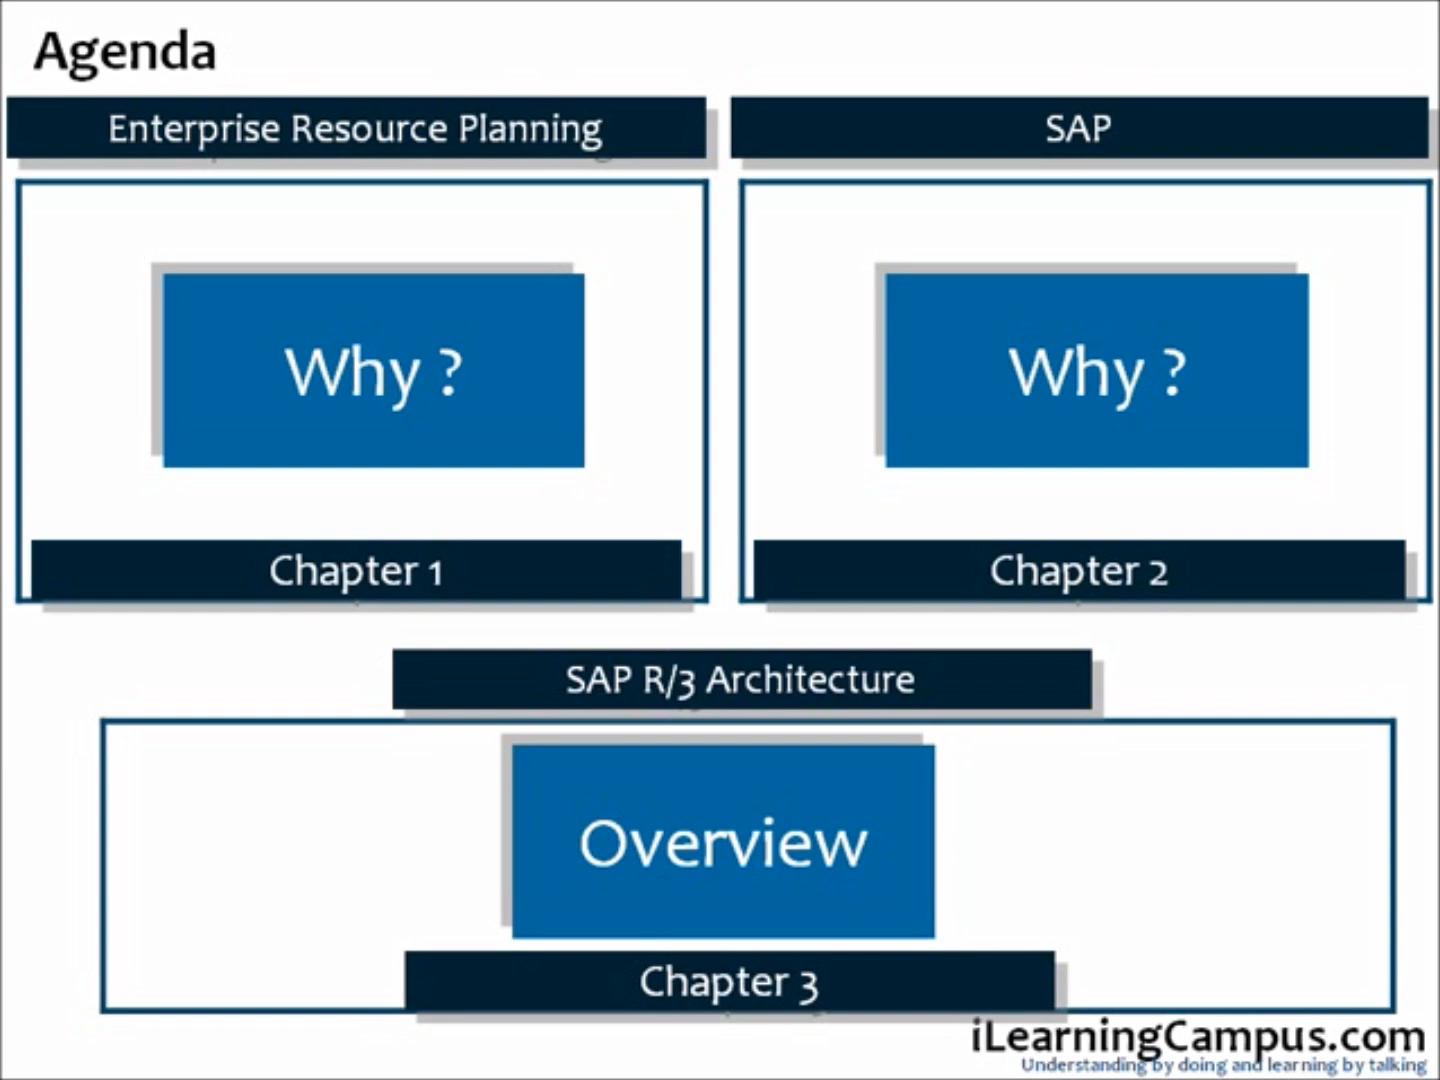 Agenda
Enterprise Resource Planning
SAP
Why ?
Why ?
Chapter 1
Chapter 2
SAP R/3 Architecture
Overview
Chapter 3
iLearningCampus.com
Understanding by doing and learning by talking